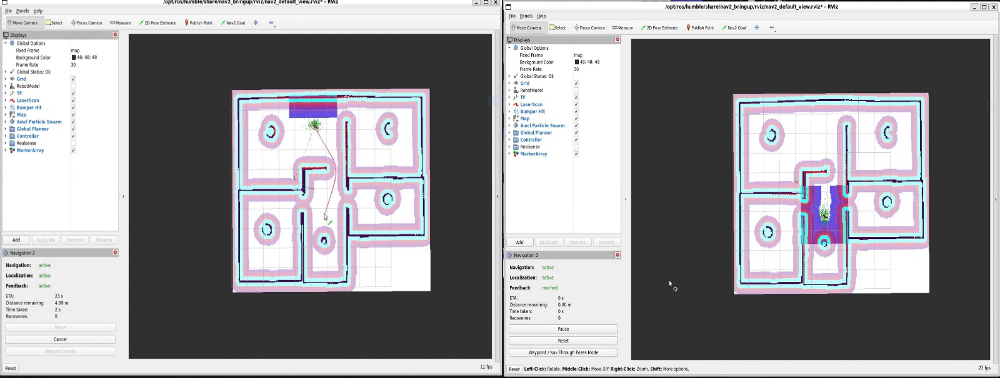 /opt/ros/humble/share/nav2_bringup/rviz/nav2_default_view.rviz* - RViz
File Panels Help
Move Camera Select Focus Camera Measure 2D Pose Estimate Publish Point Nav2 Goal
Displays
Global Options
Fixed Frame map
Background Color 48; 48; 48
Frame Rate 30
Global Status: Ok
Grid
RobotModel
TF
LaserScan
Bumper Hit
Map
Amcl Particle Swarm
Global Planner
Controller
Realsense
MarkerArray
Add Duplicate Remove Rename
Navigation 2
Navigation: active
Localization: active
Feedback: active
ETA: 23 s
Distance remaining: 4.99 m
Time taken: 2 s
Recoveries: 0
Pause
Cancel
Waypoint mode
Reset
11 fps
/opt/ros/humble/share/nav2_bringup/rviz/nav2_default_view.rviz* - RViz
File Panels Help
Move Camera Select Focus Camera Measure 2D Pose Estimate Publish Point Nav2 Goal
Displays
Global Options
Fixed Frame map
Background Color 48; 48; 48
Frame Rate 30
Global Status: Ok
Grid
RobotModel
TF
LaserScan
Bumper Hit
Map
Amcl Particle Swarm
Global Planner
Controller
Realsense
MarkerArray
Add Duplicate Remove Rename
Navigation 2
Navigation: active
Localization: active
Feedback: reached
ETA: 0 s
Distance remaining: 0.00 m
Time taken: 0 s
Recoveries: 0
Pause
Reset
Waypoint / Nav Through Poses Mode
Reset Left-Click: Rotate. Middle-Click: Move X/Y. Right-Click: Zoom. Shift: More options. 23 fps